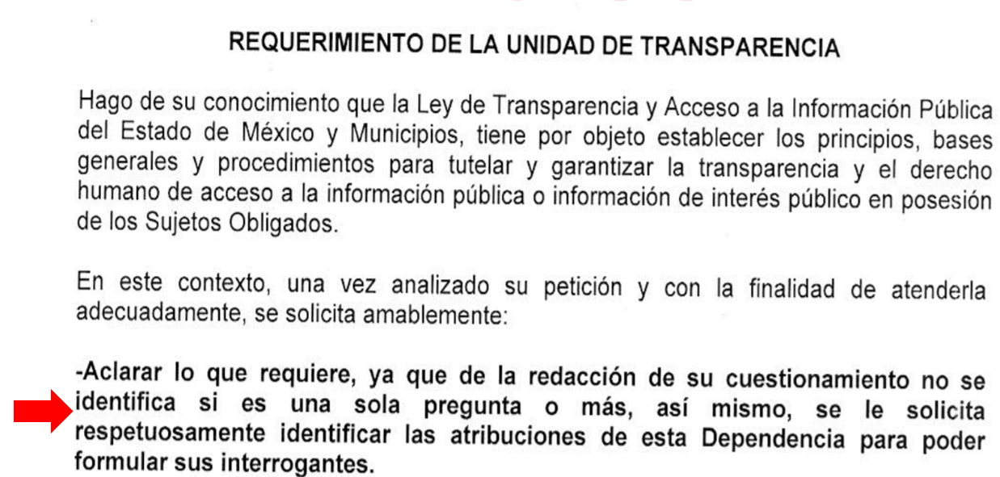 REQUERIMIENTO DE LA UNIDAD DE TRANSPARENCIA
Hago de su conocimiento que la Ley de Transparencia y Acceso a la Información Pública
del Estado de México y Municipios, tiene por objeto establecer los principios, bases
generales y procedimientos para tutelar y garantizar la transparencia y el derecho
humano de acceso a la información pública o información de interés público en posesión
de los Sujetos Obligados.
En este contexto, una vez analizado su petición y con la finalidad de atenderla
adecuadamente, se solicita amablemente:
-Aclarar lo que requiere, ya que de la redacción de su cuestionamiento no se
identifica si es una sola pregunta o más, así mismo, se le solicita
respetuosamente identificar las atribuciones de esta Dependencia para poder
formular sus interrogantes.